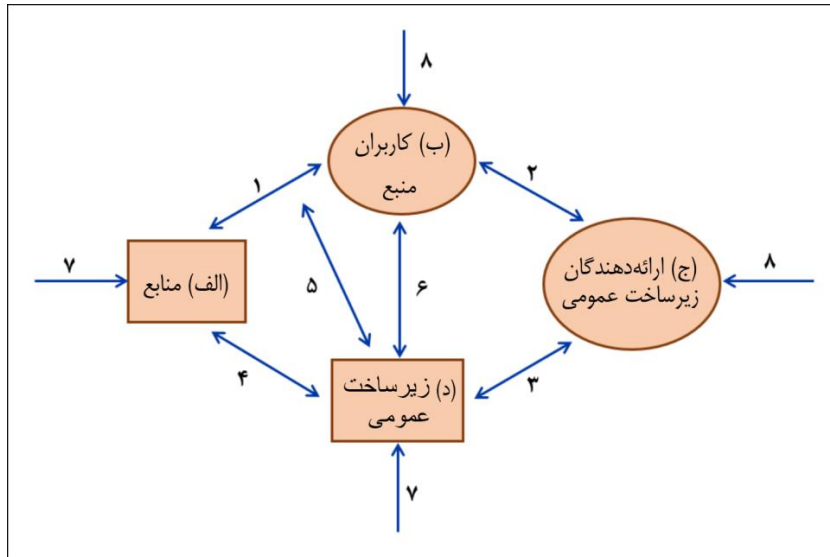 ۸
(ب) کاربران
منبع
۱
۲
۷
(الف) منابع
۵
۶
(ج) ارائه‌دهندگان
زیرساخت عمومی
۸
۴
(د) زیرساخت
عمومی
۳
۷